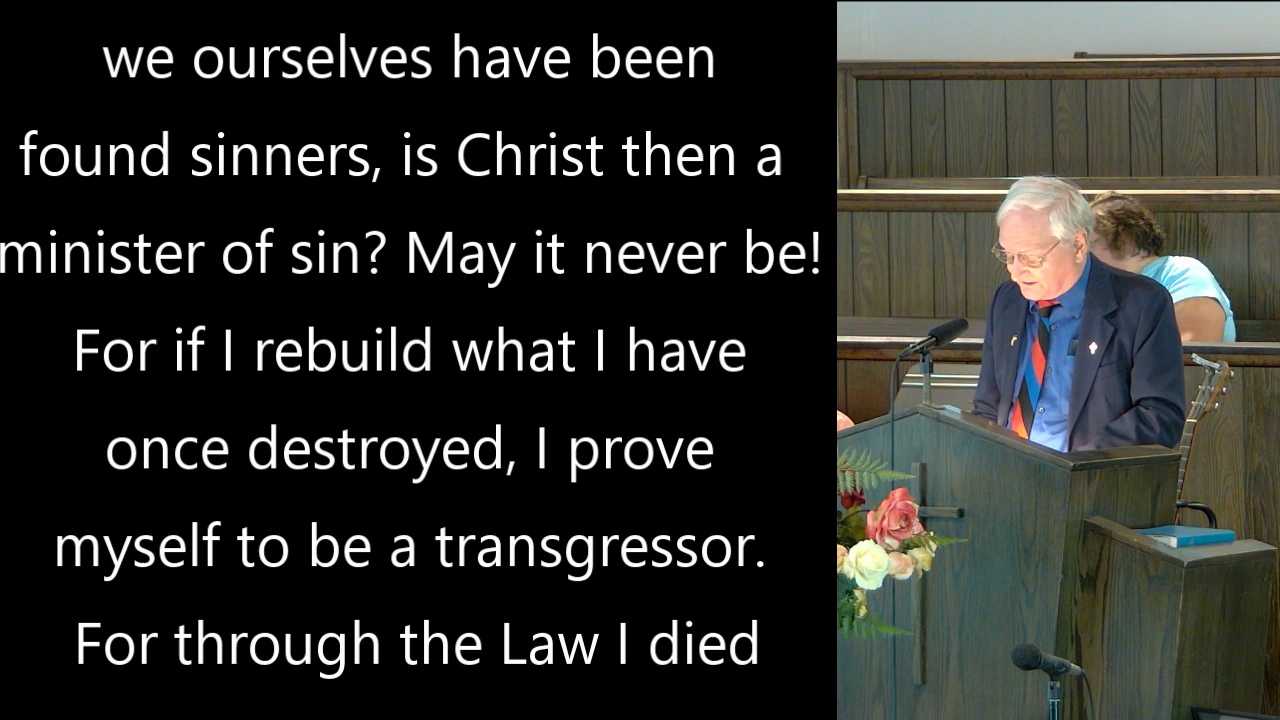 we ourselves have been
found sinners, is Christ then a
minister of sin? May it never be!
For if I rebuild what I have
once destroyed, I prove
myself to be a transgressor.
For through the Law I died